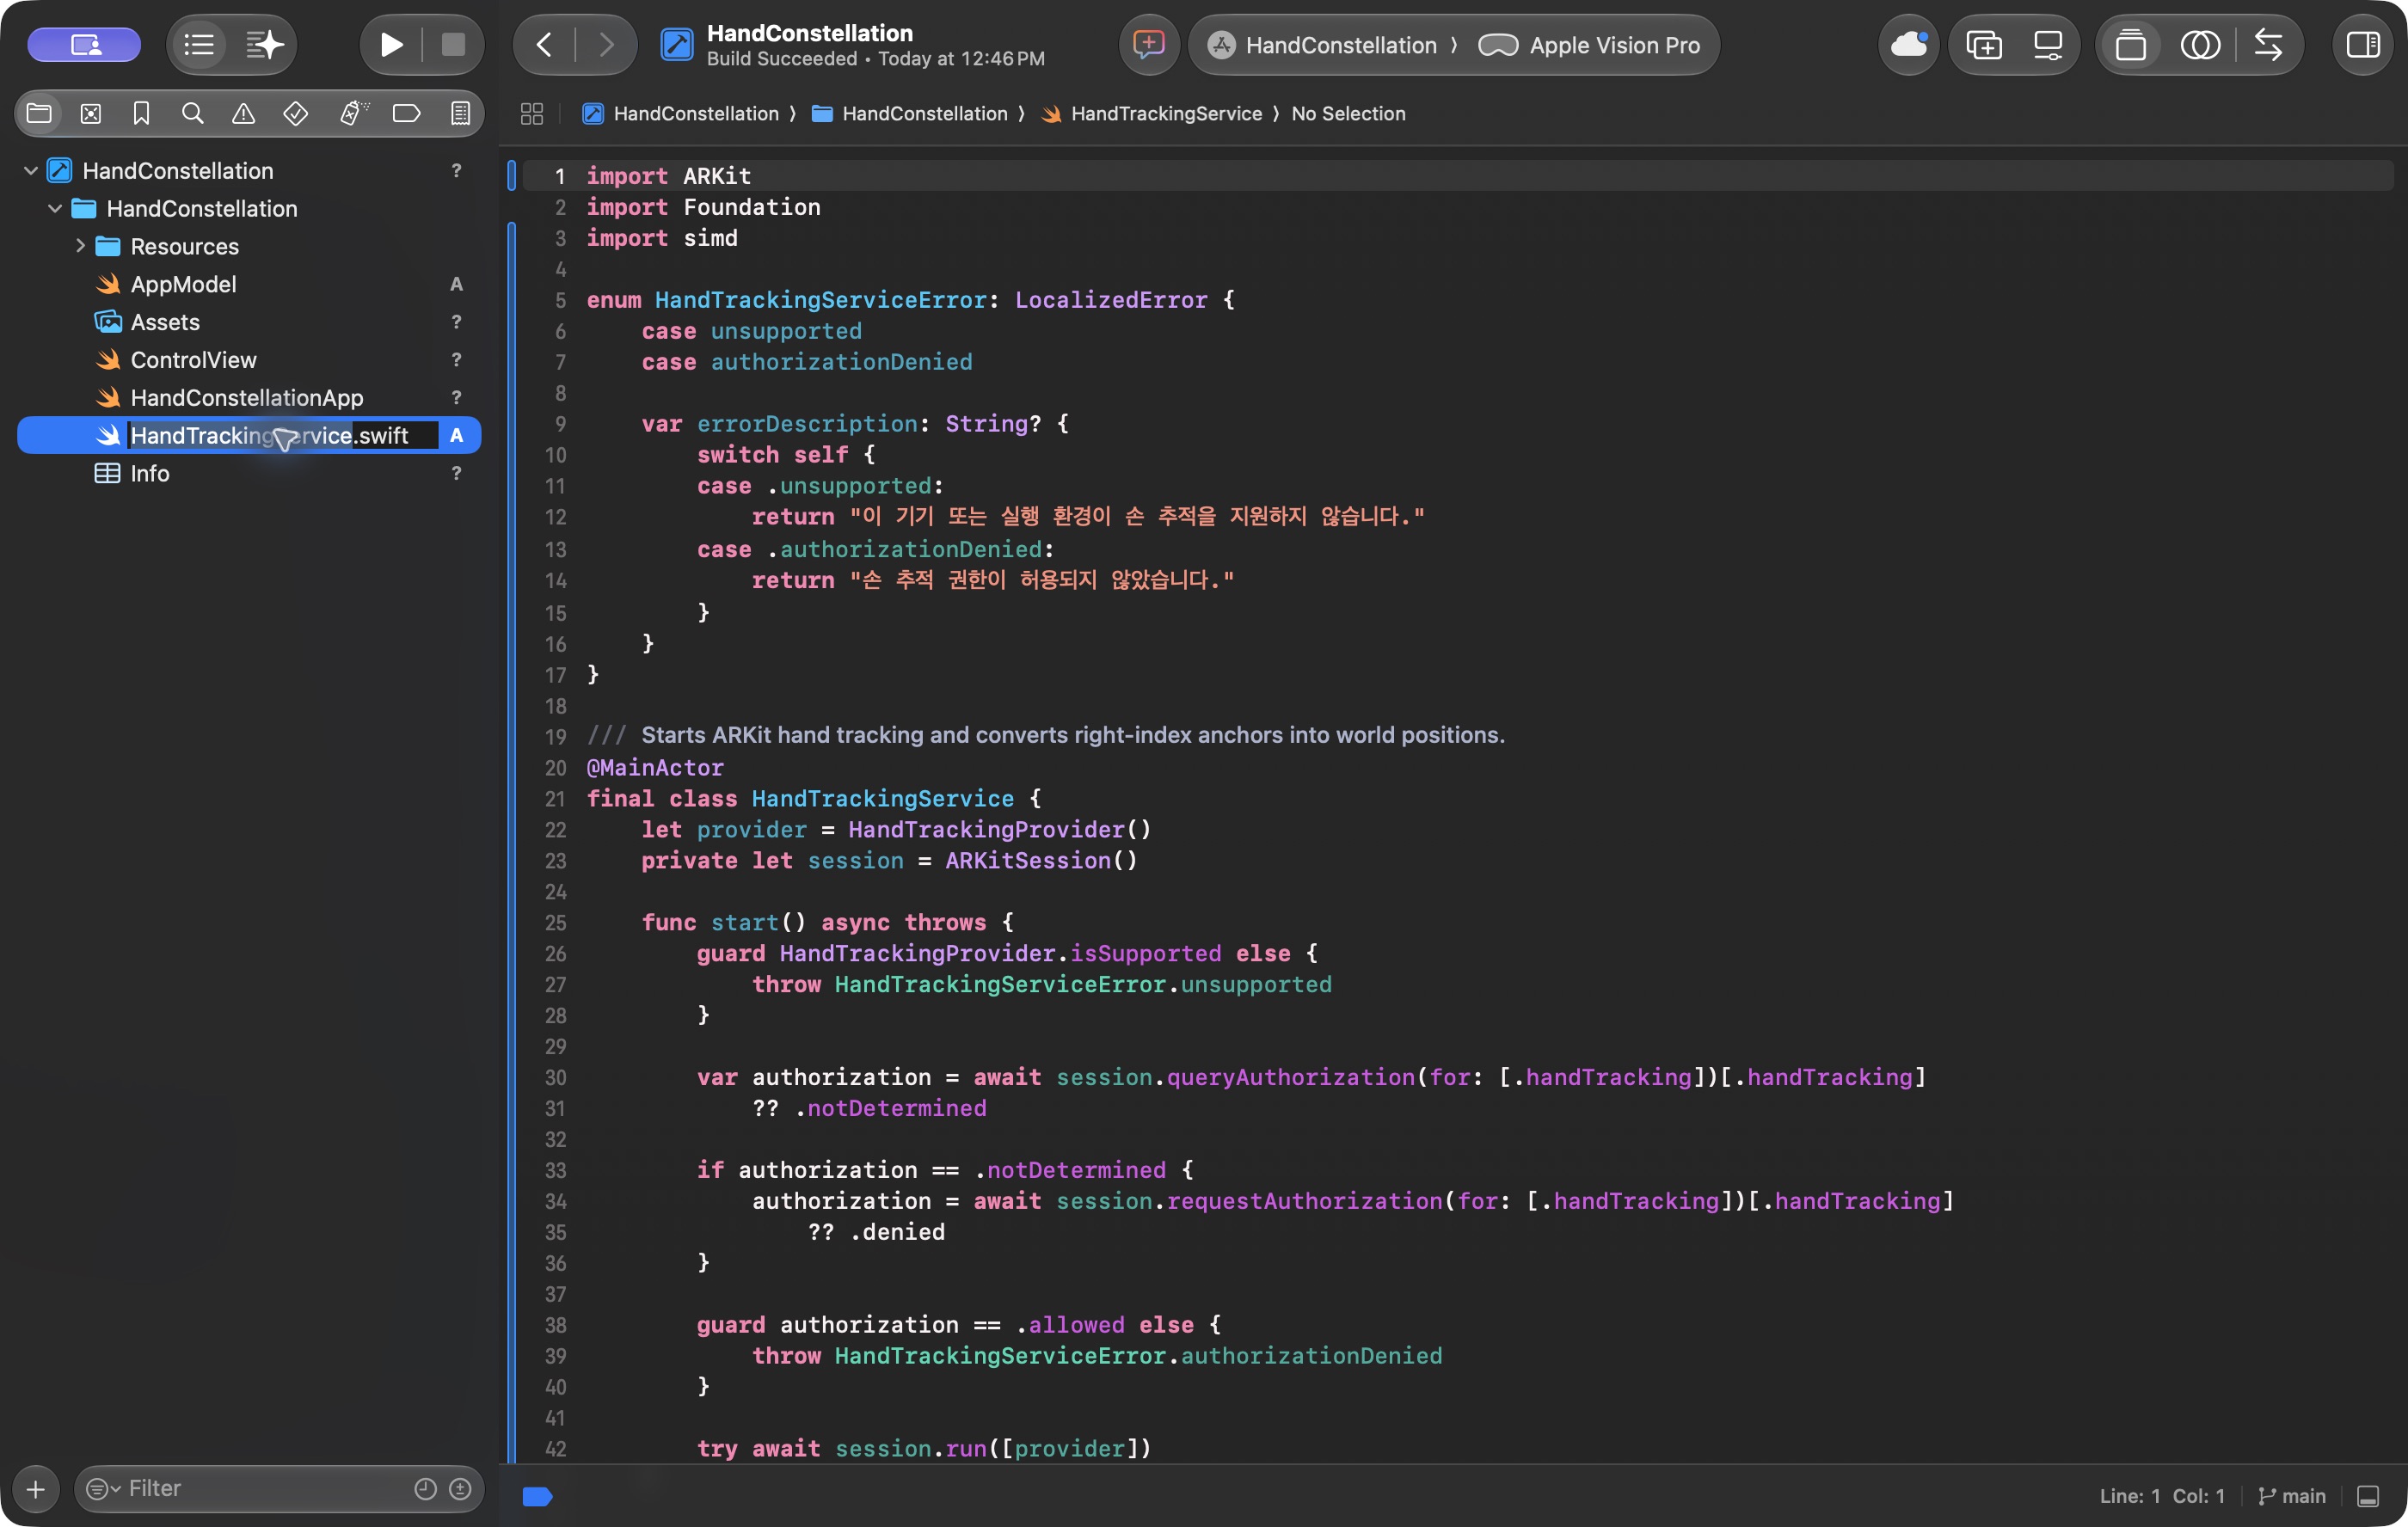 HandConstellation
Build Succeeded • Today at 12:46 PM
HandConstellation 〉 Apple Vision Pro
HandConstellation 〉 HandConstellation 〉 HandTrackingService 〉 No Selection
HandConstellation ?
HandConstellation
Resources
AppModel A
Assets ?
ControlView ?
HandConstellationApp ?
.swift A
Info ?
Filter
1 import ARKit
2 import Foundation
3 import simd
4
5 enum HandTrackingServiceError: LocalizedError {
6     case unsupported
7     case authorizationDenied
8
9     var errorDescription: String? {
10         switch self {
11         case .unsupported:
12             return "이 기기 또는 실행 환경이 손 추적을 지원하지 않습니다."
13         case .authorizationDenied:
14             return "손 추적 권한이 허용되지 않았습니다."
15         }
16     }
17 }
18
19 /// Starts ARKit hand tracking and converts right-index anchors into world positions.
20 @MainActor
21 final class HandTrackingService {
22     let provider = HandTrackingProvider()
23     private let session = ARKitSession()
24
25     func start() async throws {
26         guard HandTrackingProvider.isSupported else {
27             throw HandTrackingServiceError.unsupported
28         }
29
30         var authorization = await session.queryAuthorization(for: [.handTracking])[.handTracking]
31             ?? .notDetermined
32
33         if authorization == .notDetermined {
34             authorization = await session.requestAuthorization(for: [.handTracking])[.handTracking]
35                 ?? .denied
36         }
37
38         guard authorization == .allowed else {
39             throw HandTrackingServiceError.authorizationDenied
40         }
41
42         try await session.run([provider])
Line: 1 Col: 1 main